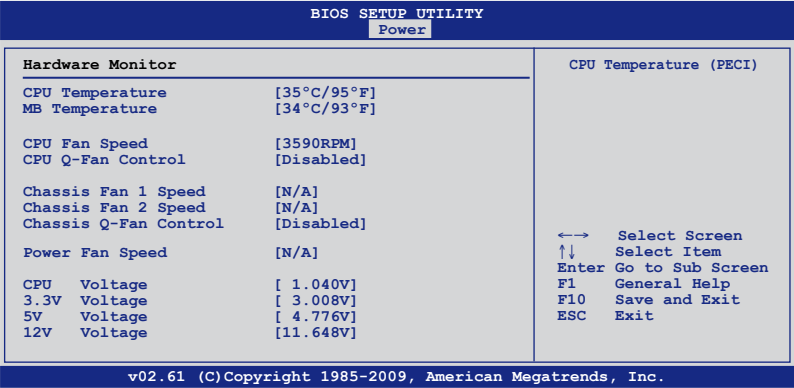 BIOS SETUP UTILITY
Power
Hardware Monitor
CPU Temperature [35°C/95°F]
MB Temperature [34°C/93°F]
CPU Fan Speed [3590RPM]
CPU Q-Fan Control [Disabled]
Chassis Fan 1 Speed [N/A]
Chassis Fan 2 Speed [N/A]
Chassis Q-Fan Control [Disabled]
Power Fan Speed [N/A]
CPU Voltage [ 1.040V]
3.3V Voltage [ 3.008V]
5V Voltage [ 4.776V]
12V Voltage [11.648V]
CPU Temperature (PECI)
←→ Select Screen
↑↓ Select Item
Enter Go to Sub Screen
F1 General Help
F10 Save and Exit
ESC Exit
v02.61 (C)Copyright 1985-2009, American Megatrends, Inc.